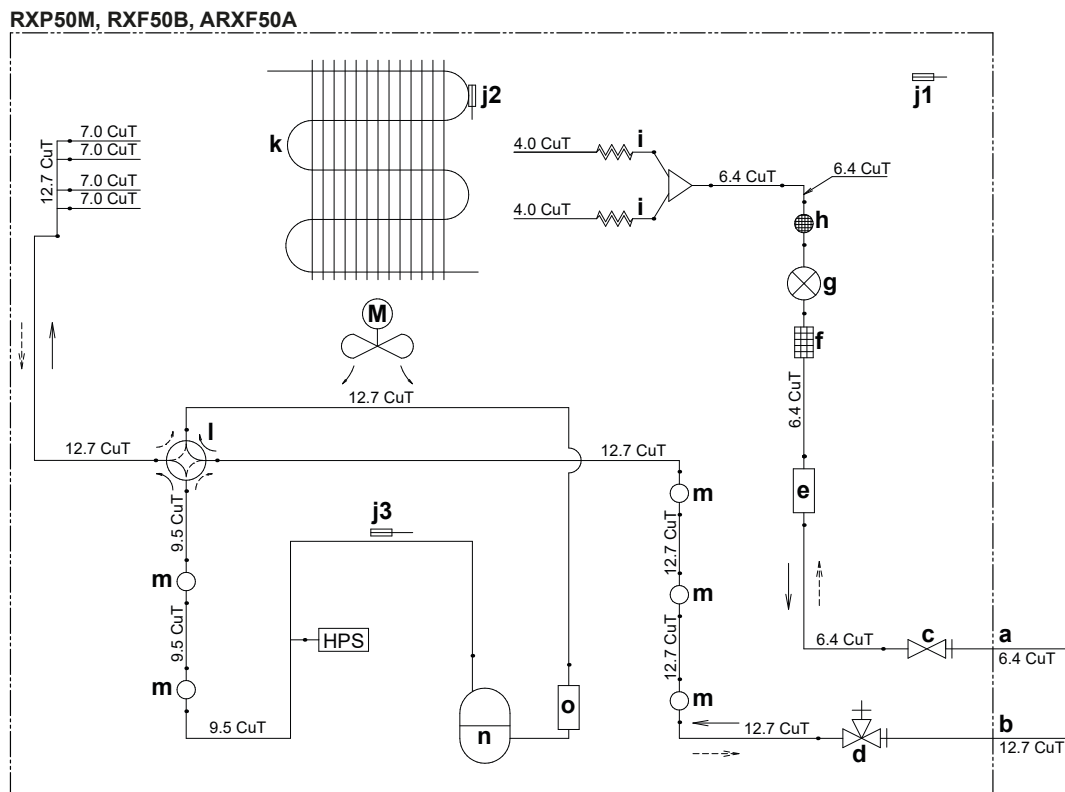 RXP50M, RXF50B, ARXF50A
j1
j2
k
7.0 CuT
7.0 CuT
7.0 CuT
7.0 CuT
12.7 CuT
4.0 CuT
i
4.0 CuT
i
6.4 CuT
6.4 CuT
h
g
f
M
6.4 CuT
12.7 CuT
l
12.7 CuT
12.7 CuT
e
m
9.5 CuT
j3
12.7 CuT
m
m
9.5 CuT
HPS
12.7 CuT
6.4 CuT
c
a
6.4 CuT
m
m
9.5 CuT
n
o
12.7 CuT
d
b
12.7 CuT